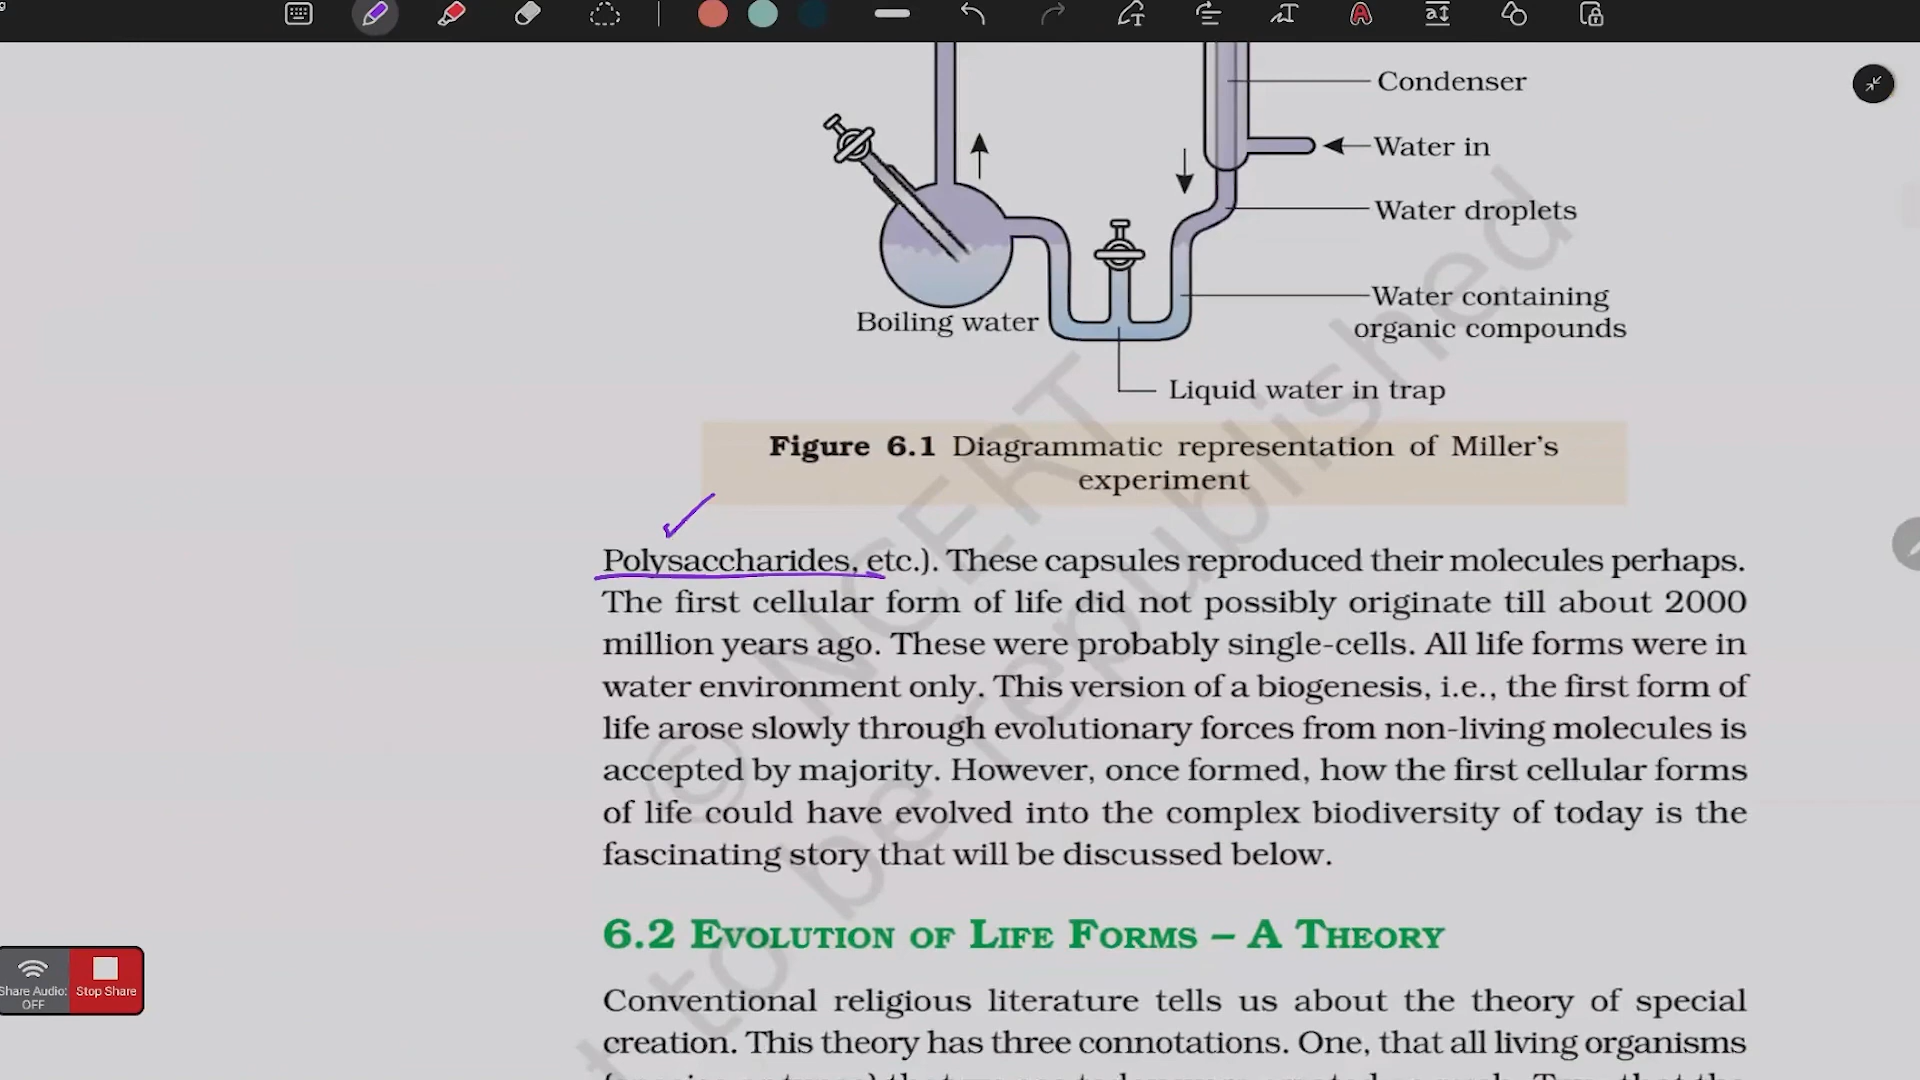 Condenser
Water in
Water droplets
Water containing
organic compounds
Boiling water
Liquid water in trap
Figure 6.1 Diagrammatic representation of Miller's
experiment
Polysaccharides, etc.). These capsules reproduced their molecules perhaps.
The first cellular form of life did not possibly originate till about 2000
million years ago. These were probably single-cells. All life forms were in
water environment only. This version of a biogenesis, i.e., the first form of
life arose slowly through evolutionary forces from non-living molecules is
accepted by majority. However, once formed, how the first cellular forms
of life could have evolved into the complex biodiversity of today is the
fascinating story that will be discussed below.
6.2 EVOLUTION OF LIFE FORMS – A THEORY
Conventional religious literature tells us about the theory of special
creation. This theory has three connotations. One, that all living organisms
© NCERT
to be republished
Share Audio:
OFF
Stop Share